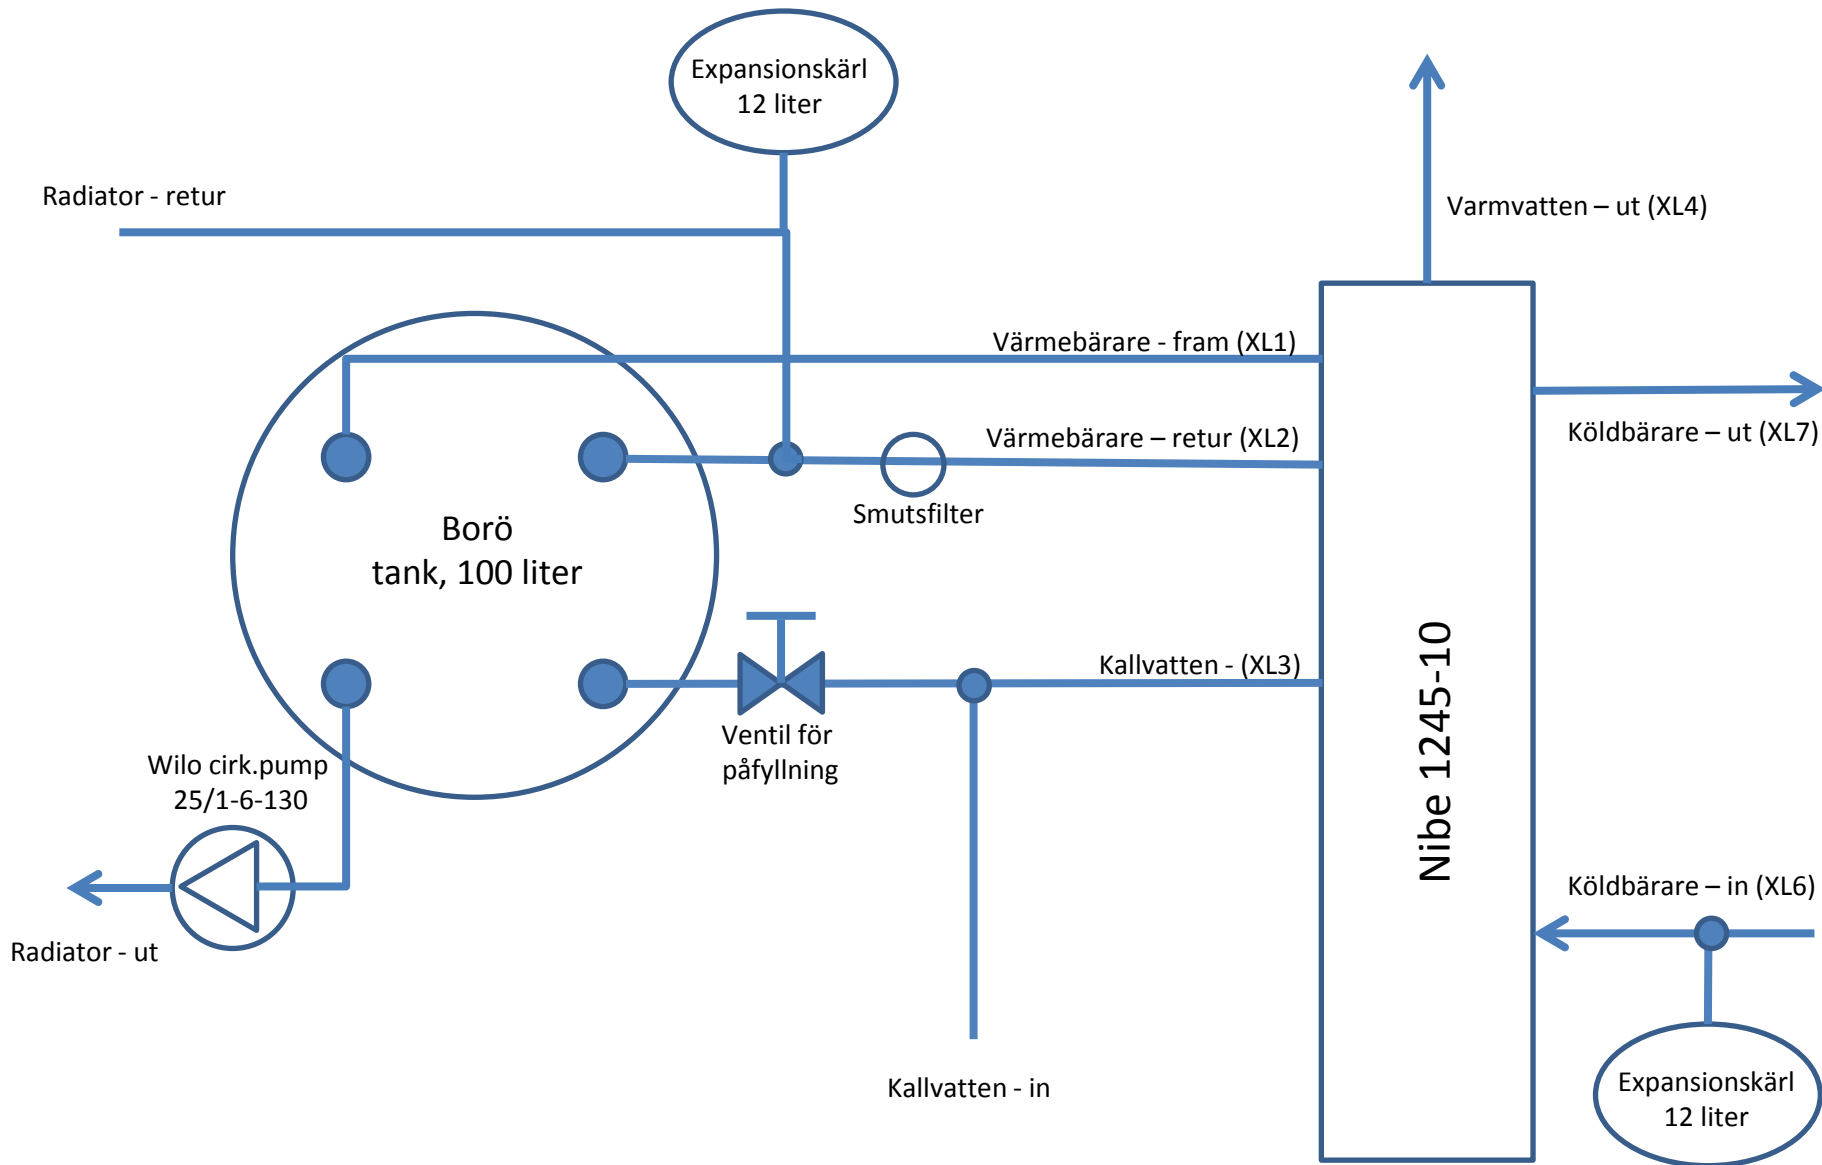 Expansionskärl
12 liter
Radiator - retur
Varmvatten – ut (XL4)
Värmebärare - fram (XL1)
Värmebärare – retur (XL2)
Köldbärare – ut (XL7)
Smutsfilter
Borö
tank, 100 liter
Kallvatten - (XL3)
Ventil för
påfyllning
Wilo cirk.pump
25/1-6-130
Nibe 1245-10
Köldbärare – in (XL6)
Radiator - ut
Kallvatten - in
Expansionskärl
12 liter